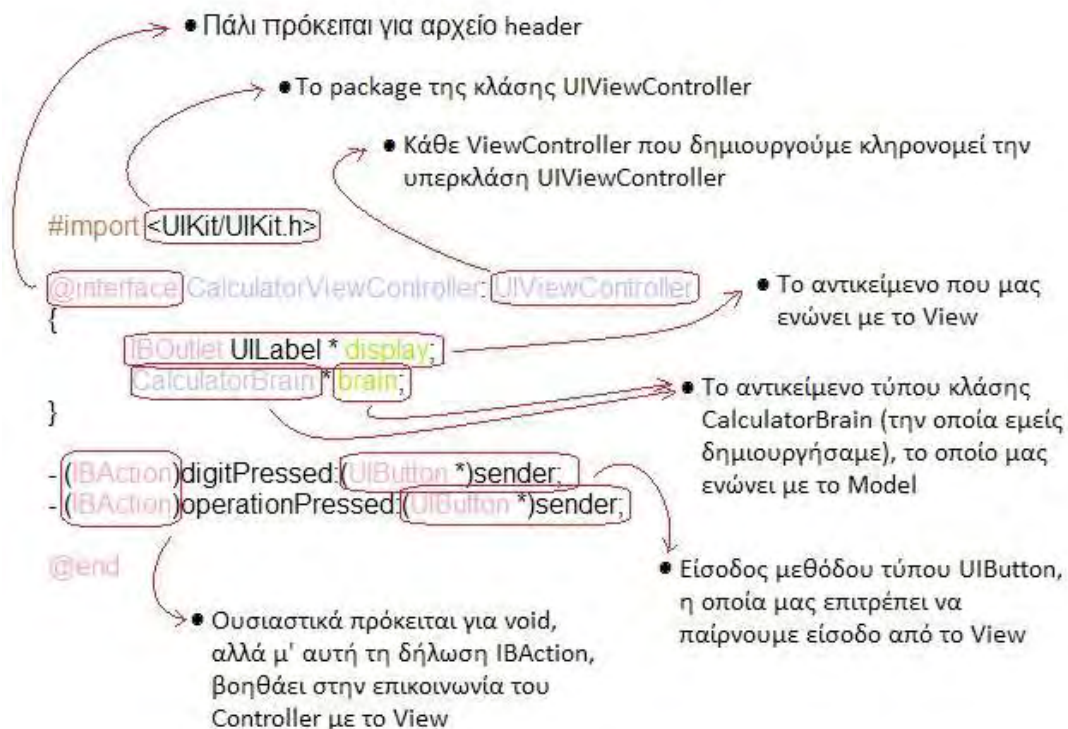 ● Πάλι πρόκειται για αρχείο header
● Το package της κλάσης UIViewController
● Κάθε ViewController που δημιουργούμε κληρονομεί την
υπερκλάση UIViewController
#import <UIKit/UIKit.h>
@interface CalculatorViewController: UIViewController
{
IBOutlet UILabel * display;
CalculatorBrain * brain;
}
- (IBAction)digitPressed:(UIButton *)sender;
- (IBAction)operationPressed:(UIButton *)sender;
@end
● Το αντικείμενο που μας
ενώνει με το View
● Το αντικείμενο τύπου κλάσης
CalculatorBrain (την οποία εμείς
δημιουργήσαμε), το οποίο μας
ενώνει με το Model
● Είσοδος μεθόδου τύπου UIButton,
η οποία μας επιτρέπει να
παίρνουμε είσοδο από το View
● Ουσιαστικά πρόκειται για void,
αλλά μ' αυτή τη δήλωση IBAction,
βοηθάει στην επικοινωνία του
Controller με το View